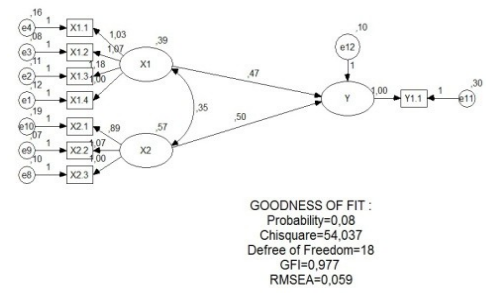 ,16
e4 1 X1.1
1,03
,08
e3 1 X1.2
1,07
,39
,11
e2 1 X1.3
1,18
X1
,12
e1 1 X1.4
1,00
,19
e10 1 X2.1
,89
,57
,07
e9 1 X2.2
1,07
X2
,10
e8 1 X2.3
1,00
,35
,47
,50
,10
e12
1
Y
1,00
Y1.1
1
,30
e11
GOODNESS OF FIT :
Probability=0,08
Chisquare=54,037
Defree of Freedom=18
GFI=0,977
RMSEA=0,059